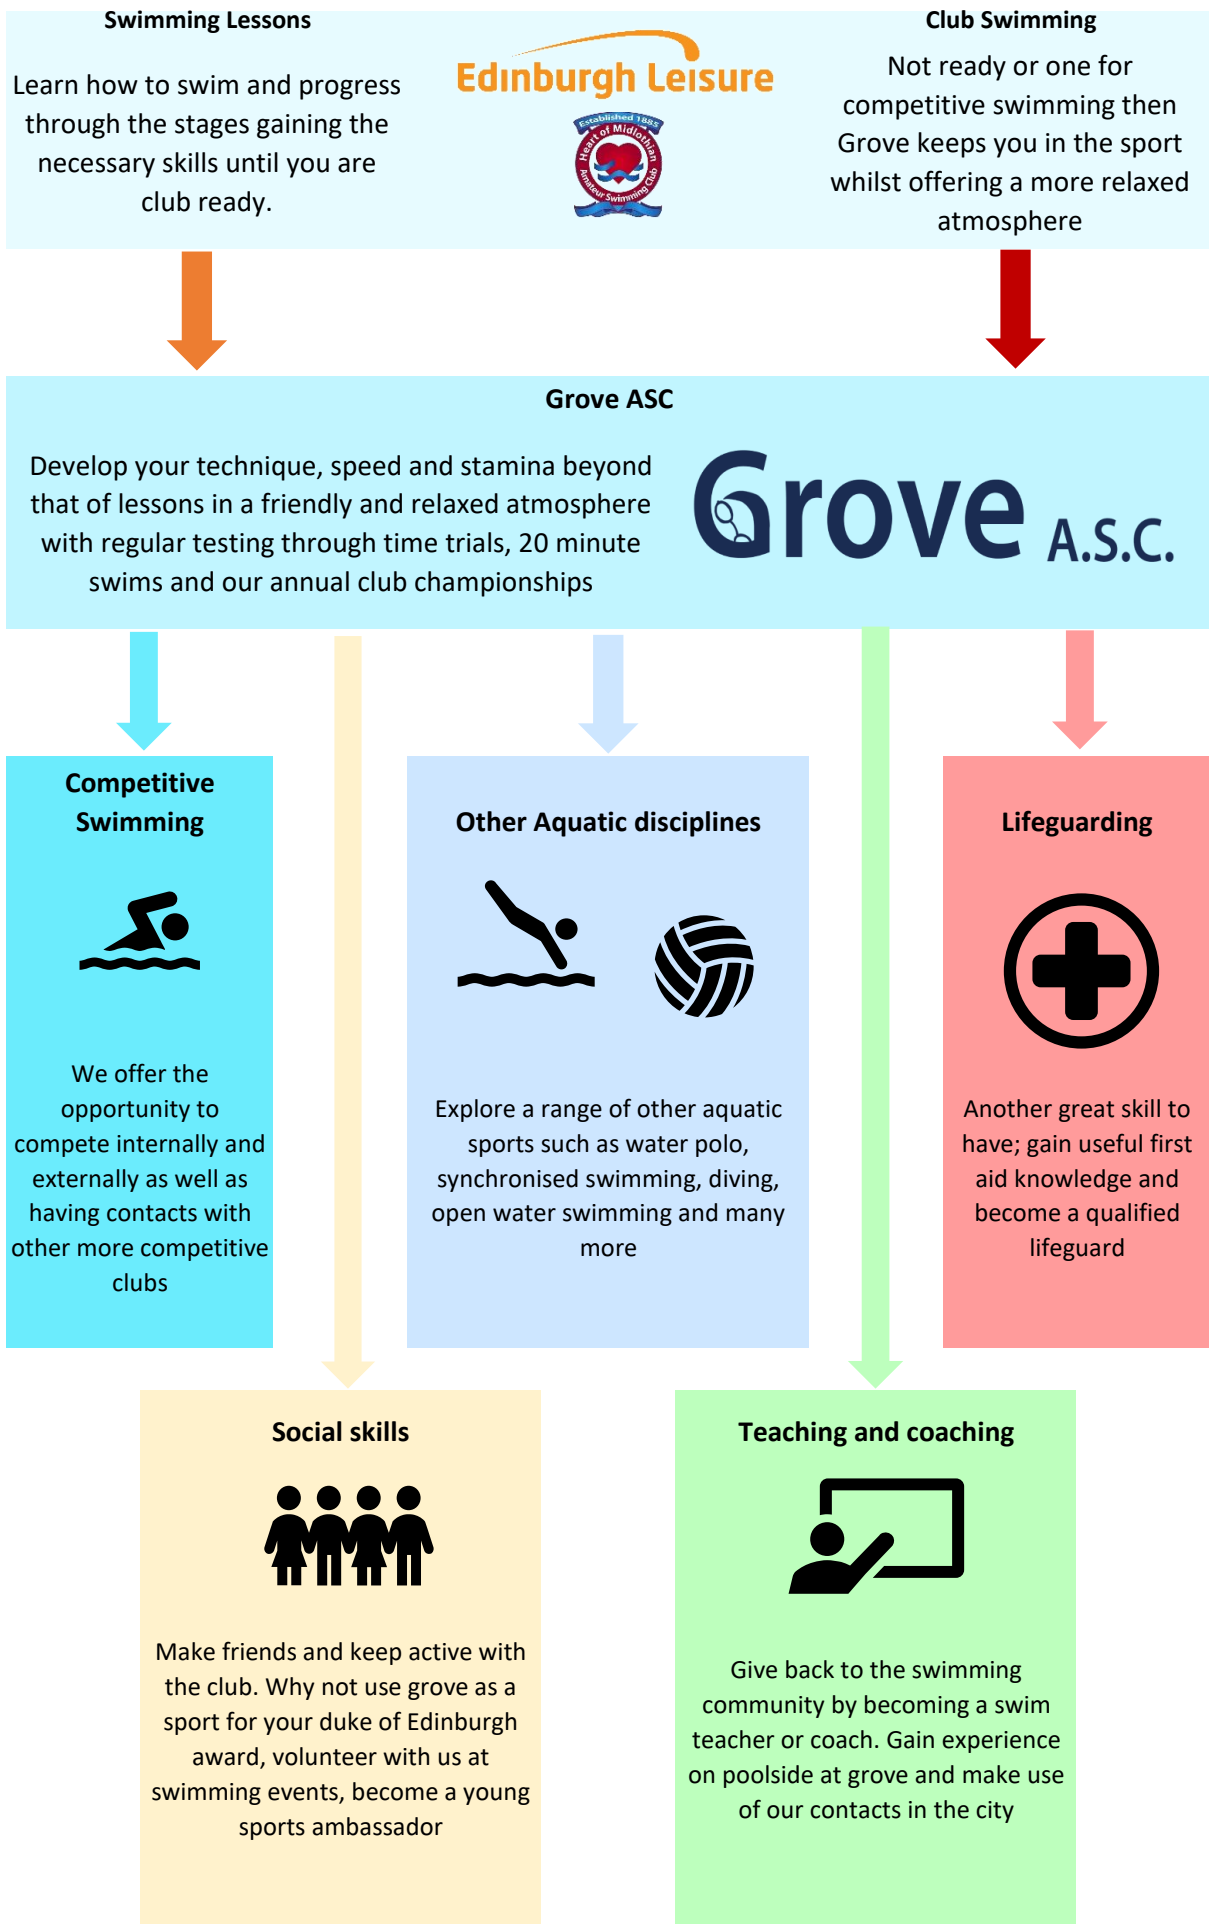 Swimming Lessons
Learn how to swim and progress
through the stages gaining the
necessary skills until you are
club ready.
Edinburgh Leisure
Established 1885
Heart of Midlothian
Amateur Swimming Club
Club Swimming
Not ready or one for
competitive swimming then
Grove keeps you in the sport
whilst offering a more relaxed
atmosphere
Grove ASC
Develop your technique, speed and stamina beyond
that of lessons in a friendly and relaxed atmosphere
with regular testing through time trials, 20 minute
swims and our annual club championships
Grove A.S.C.
Competitive
Swimming
We offer the
opportunity to
compete internally and
externally as well as
having contacts with
other more competitive
clubs
Other Aquatic disciplines
Explore a range of other aquatic
sports such as water polo,
synchronised swimming, diving,
open water swimming and many
more
Lifeguarding
Another great skill to
have; gain useful first
aid knowledge and
become a qualified
lifeguard
Social skills
Make friends and keep active with
the club. Why not use grove as a
sport for your duke of Edinburgh
award, volunteer with us at
swimming events, become a young
sports ambassador
Teaching and coaching
Give back to the swimming
community by becoming a swim
teacher or coach. Gain experience
on poolside at grove and make use
of our contacts in the city